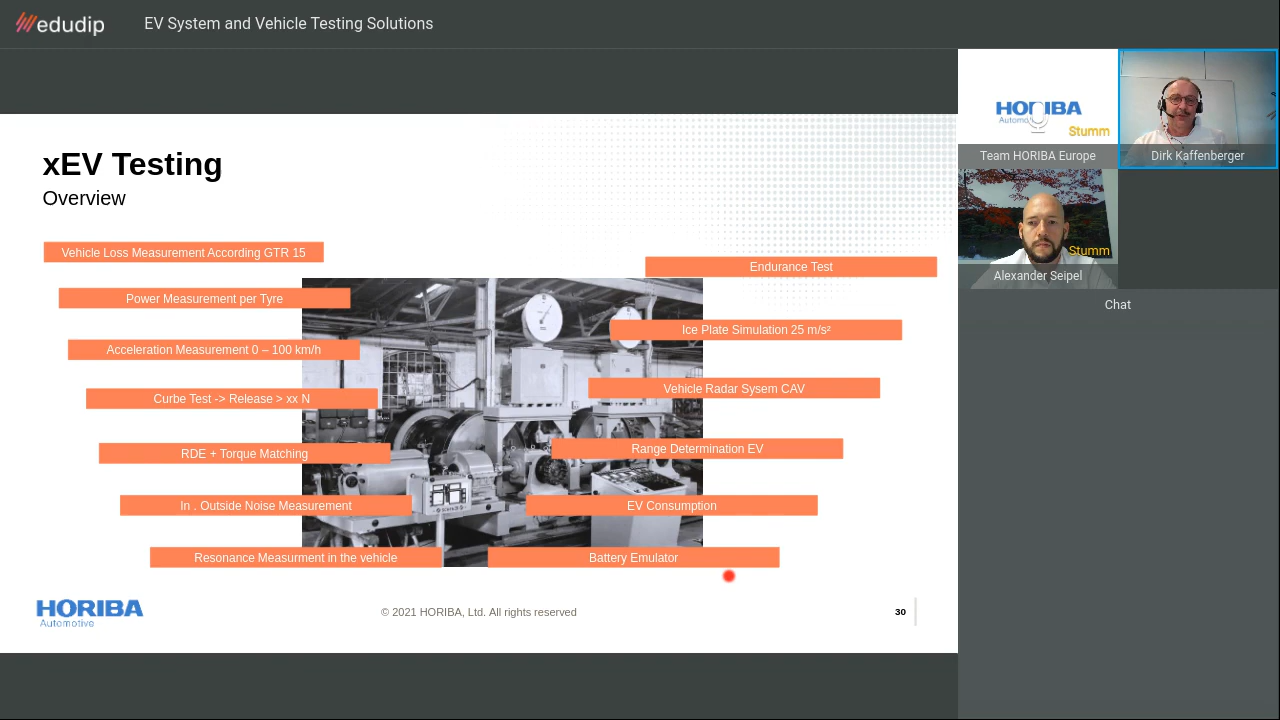 edudip
EV System and Vehicle Testing Solutions
xEV Testing
Overview
Vehicle Loss Measurement According GTR 15
Power Measurement per Tyre
Acceleration Measurement 0 – 100 km/h
Curbe Test -> Release > xx N
RDE + Torque Matching
In . Outside Noise Measurement
Resonance Measurment in the vehicle
Endurance Test
Ice Plate Simulation 25 m/s²
Vehicle Radar Sysem CAV
Range Determination EV
EV Consumption
Battery Emulator
HORIBA
Automotive
© 2021 HORIBA, Ltd. All rights reserved
30
HORIBA
Stumm
Team HORIBA Europe
Dirk Kaffenberger
Stumm
Alexander Seipel
Chat